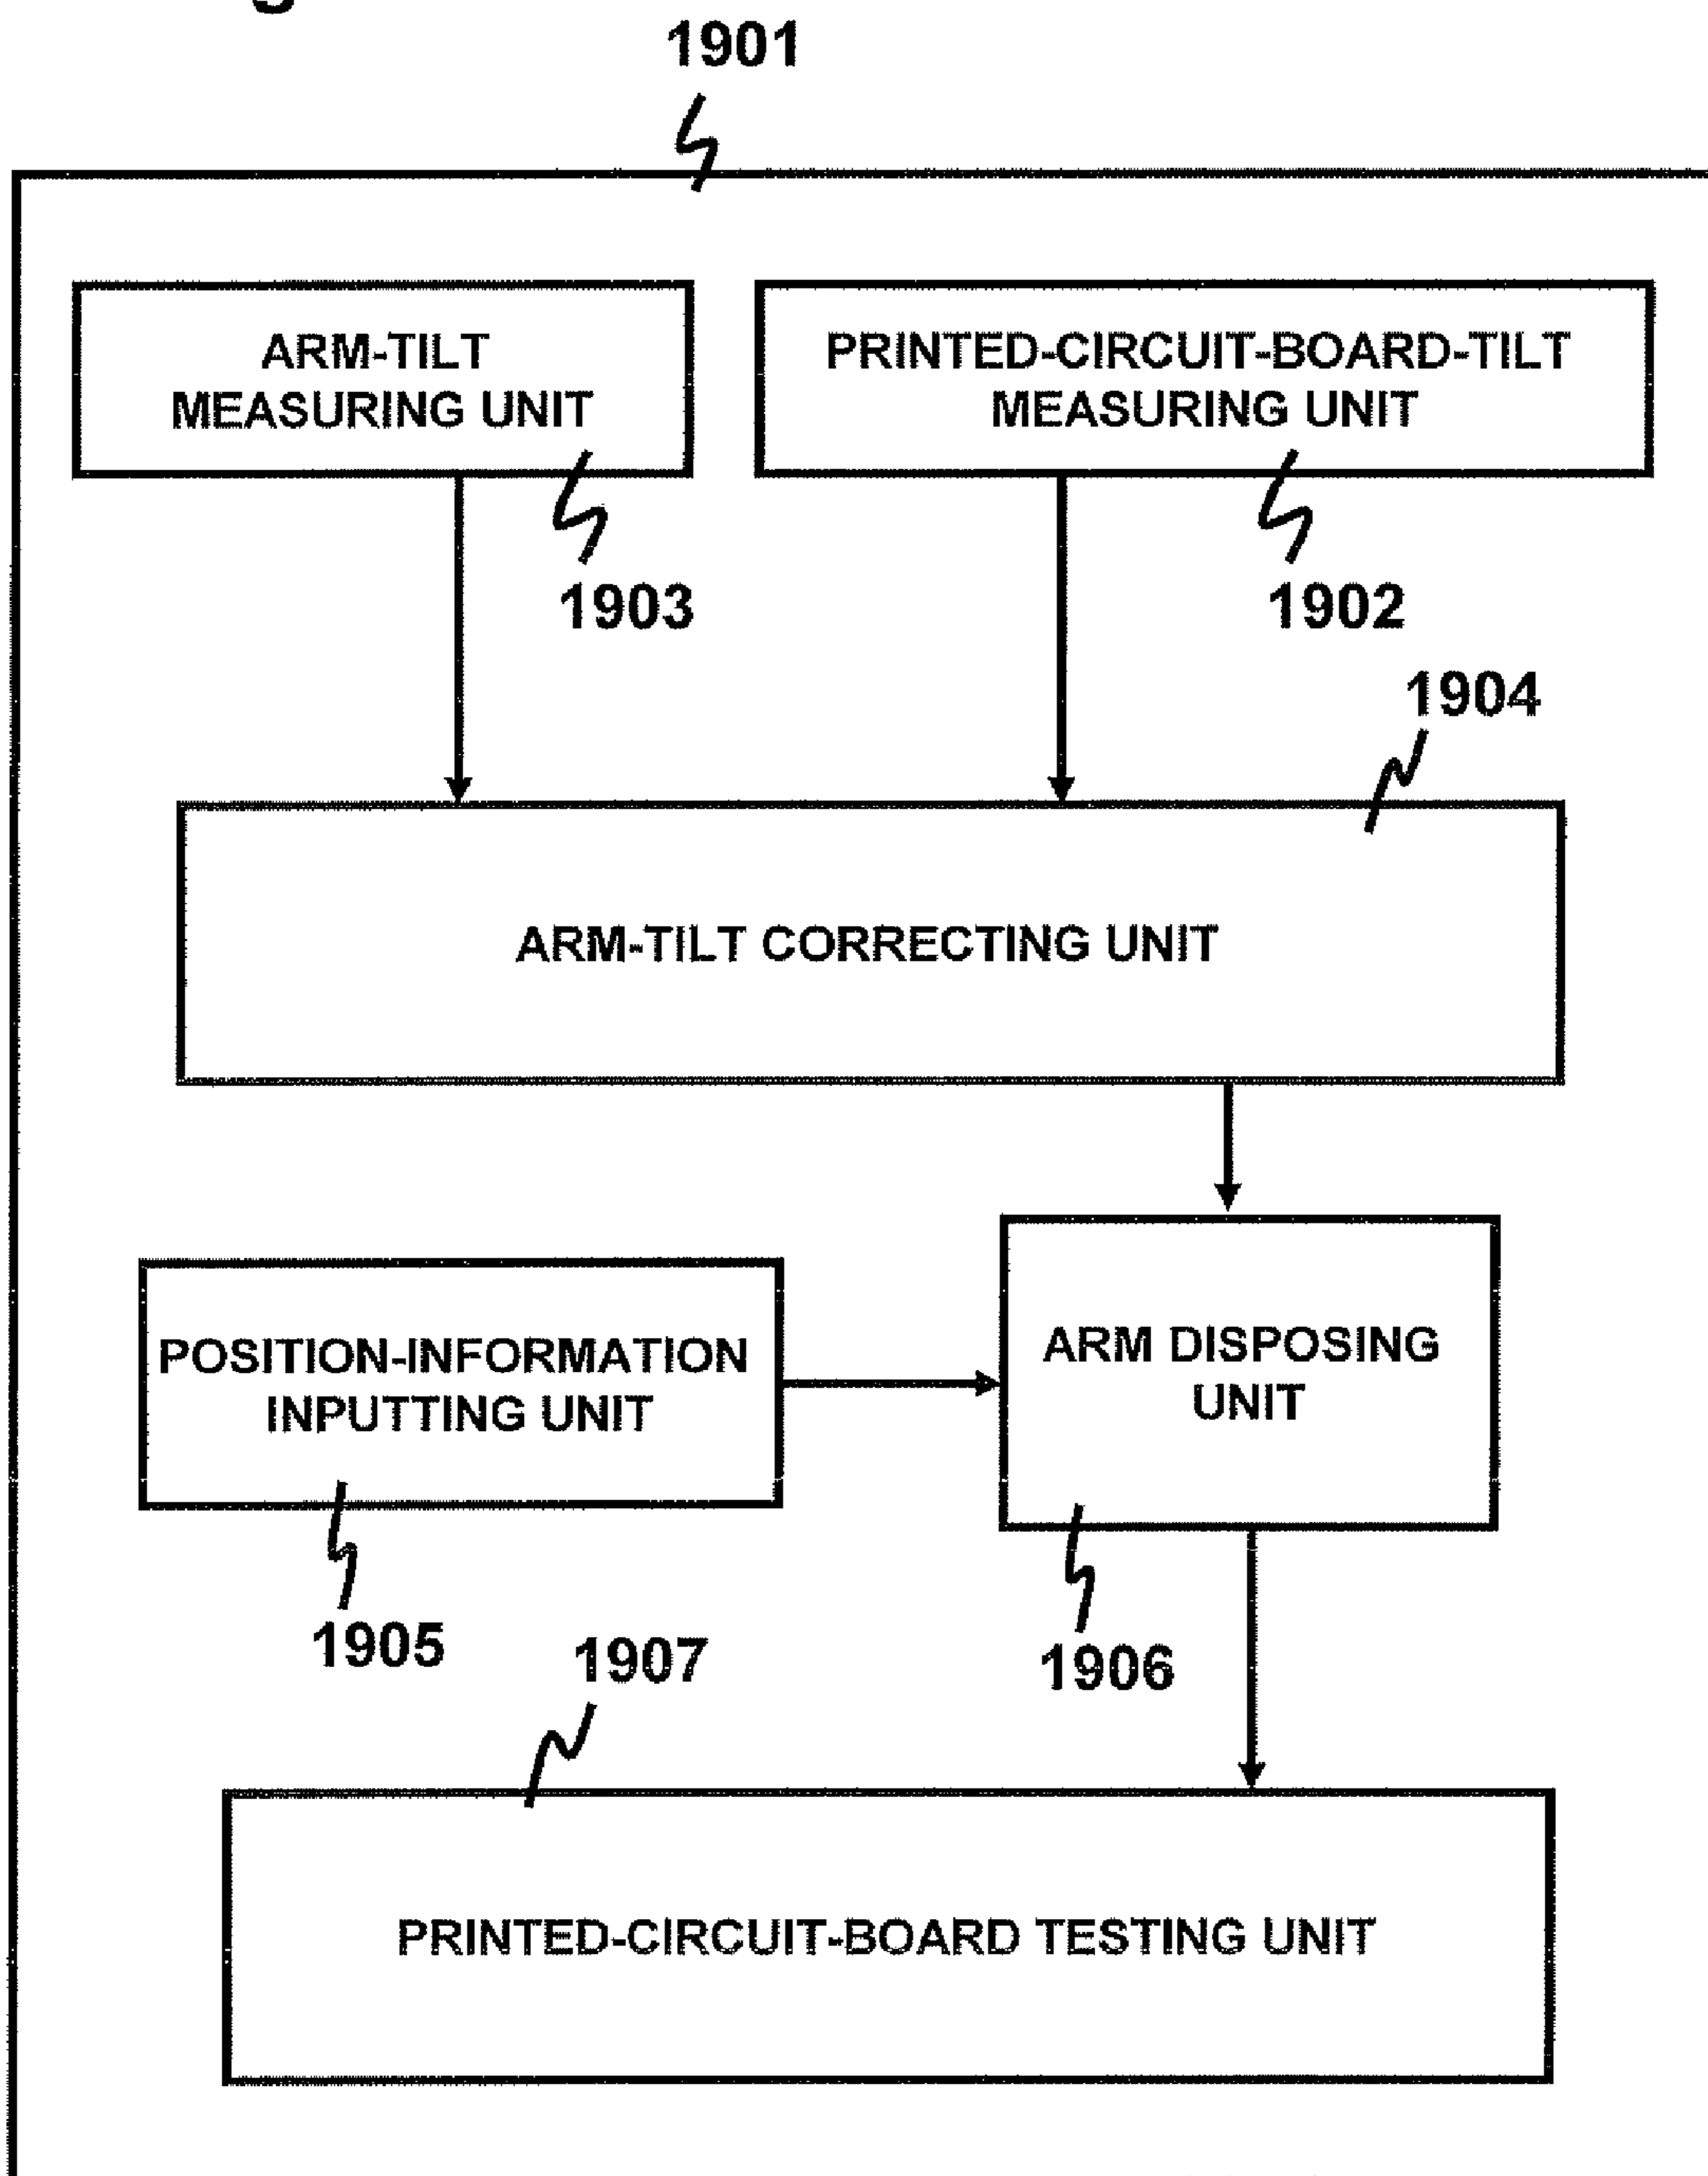 1901
ARM-TILT
MEASURING UNIT
PRINTED-CIRCUIT-BOARD-TILT
MEASURING UNIT
1903
1902
1904
ARM-TILT CORRECTING UNIT
POSITION-INFORMATION
INPUTTING UNIT
ARM DISPOSING
UNIT
1905
1907
1906
PRINTED-CIRCUIT-BOARD TESTING UNIT